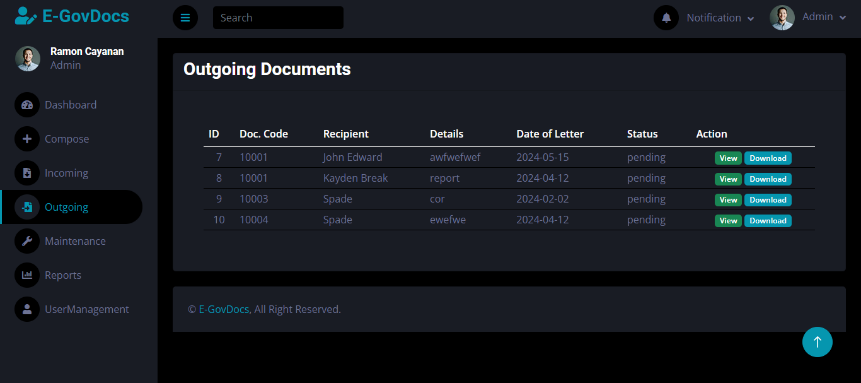 E-GovDocs
Search
Notification
Admin
Ramon Cayanan
Admin
Dashboard
Compose
Incoming
Outgoing
Maintenance
Reports
UserManagement
Outgoing Documents
ID Doc. Code Recipient Details Date of Letter Status Action
7 10001 John Edward awfwefwef 2024-05-15 pending View Download
8 10001 Kayden Break report 2024-04-12 pending View Download
9 10003 Spade cor 2024-02-02 pending View Download
10 10004 Spade ewefwe 2024-04-12 pending View Download
© E-GovDocs, All Right Reserved.